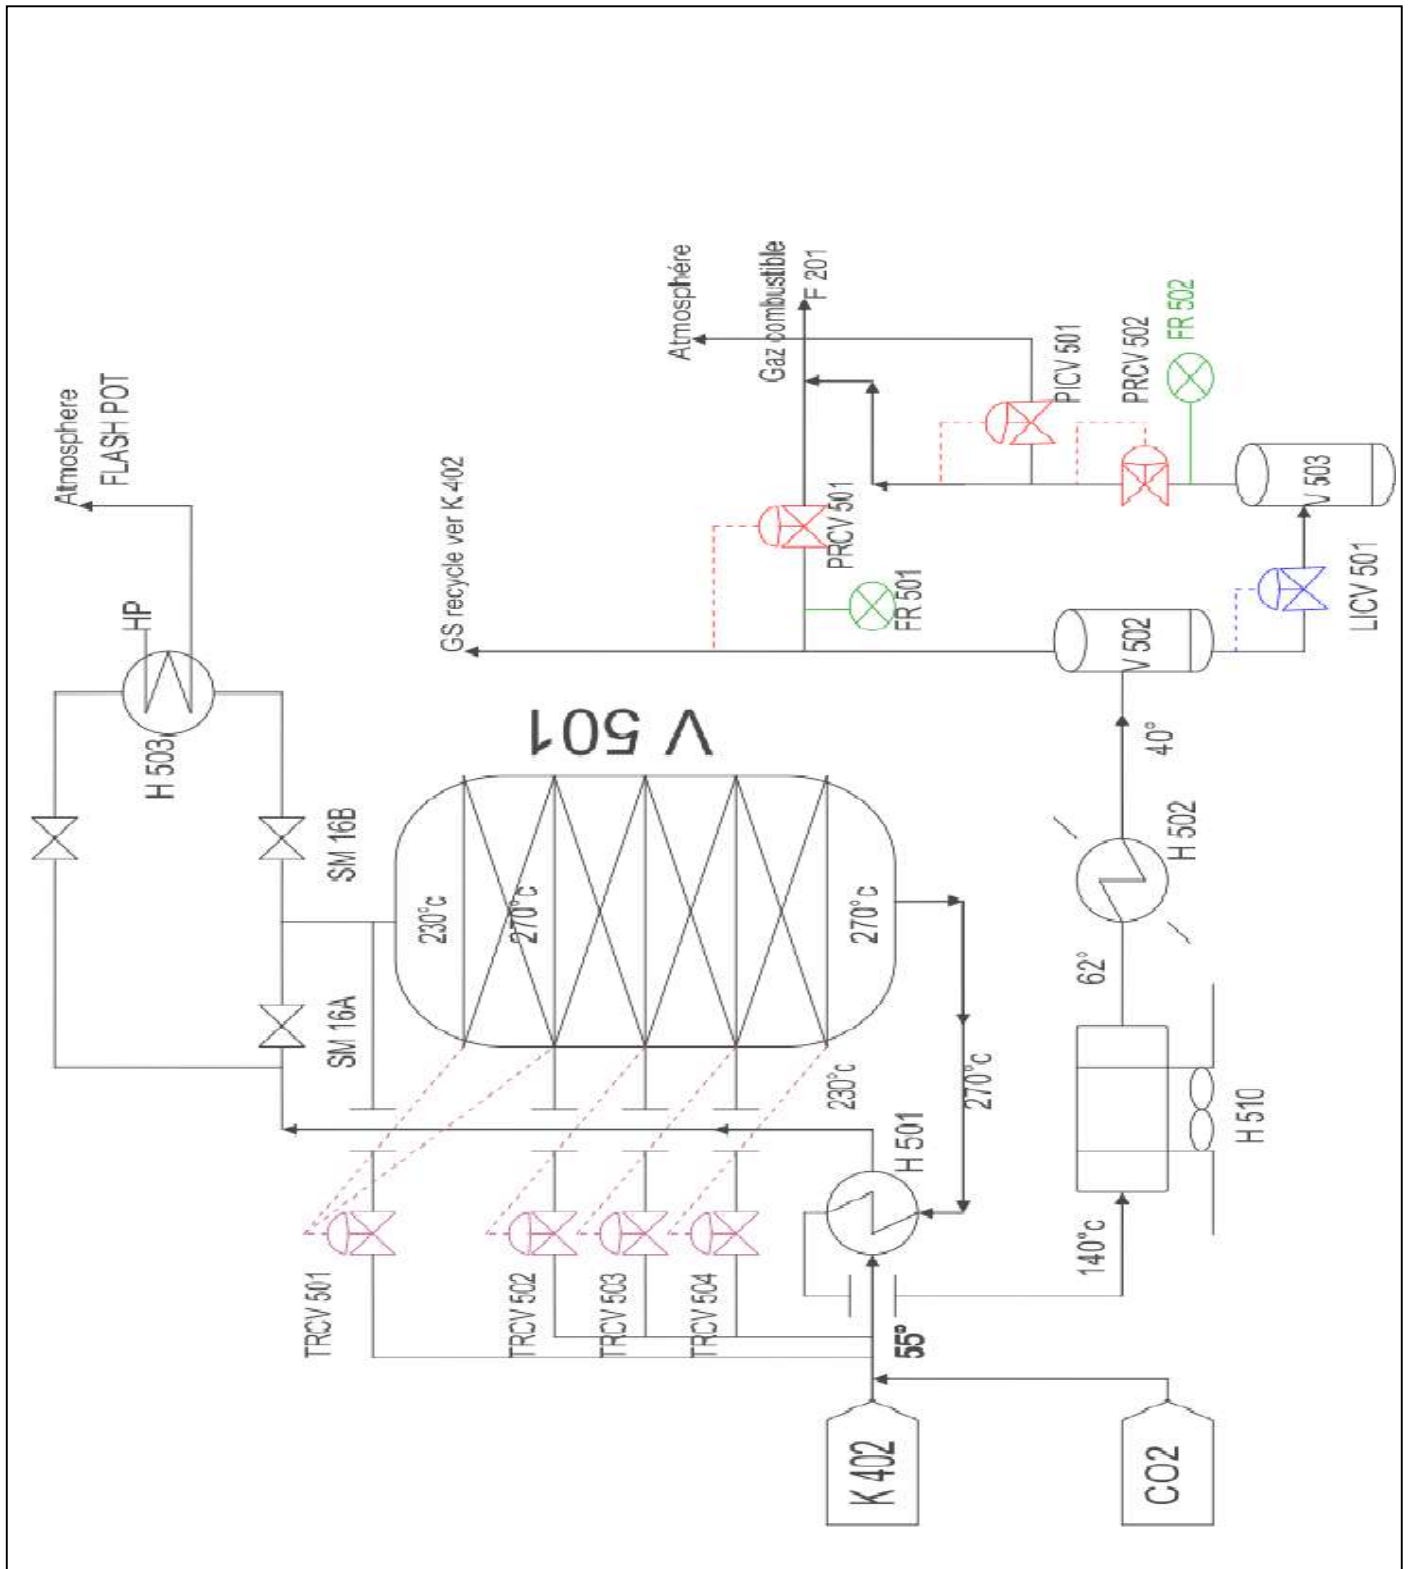 Atmosphere
FLASH POT
HP
H 503
SM 16B
SM 16A
Atmosphére
Gaz combustible
F 201
GS recycle ver K 402
PICV 501
PRCV 502
FR 502
PRCV 501
FR 501
V 503
LICV 501
V 502
V 501
230°c
270°c
270°c
40°
H 502
62°
H 510
140°c
230°c
270°c
H 501
TRCV 501
TRCV 502
TRCV 503
TRCV 504
55°
K 402
CO2